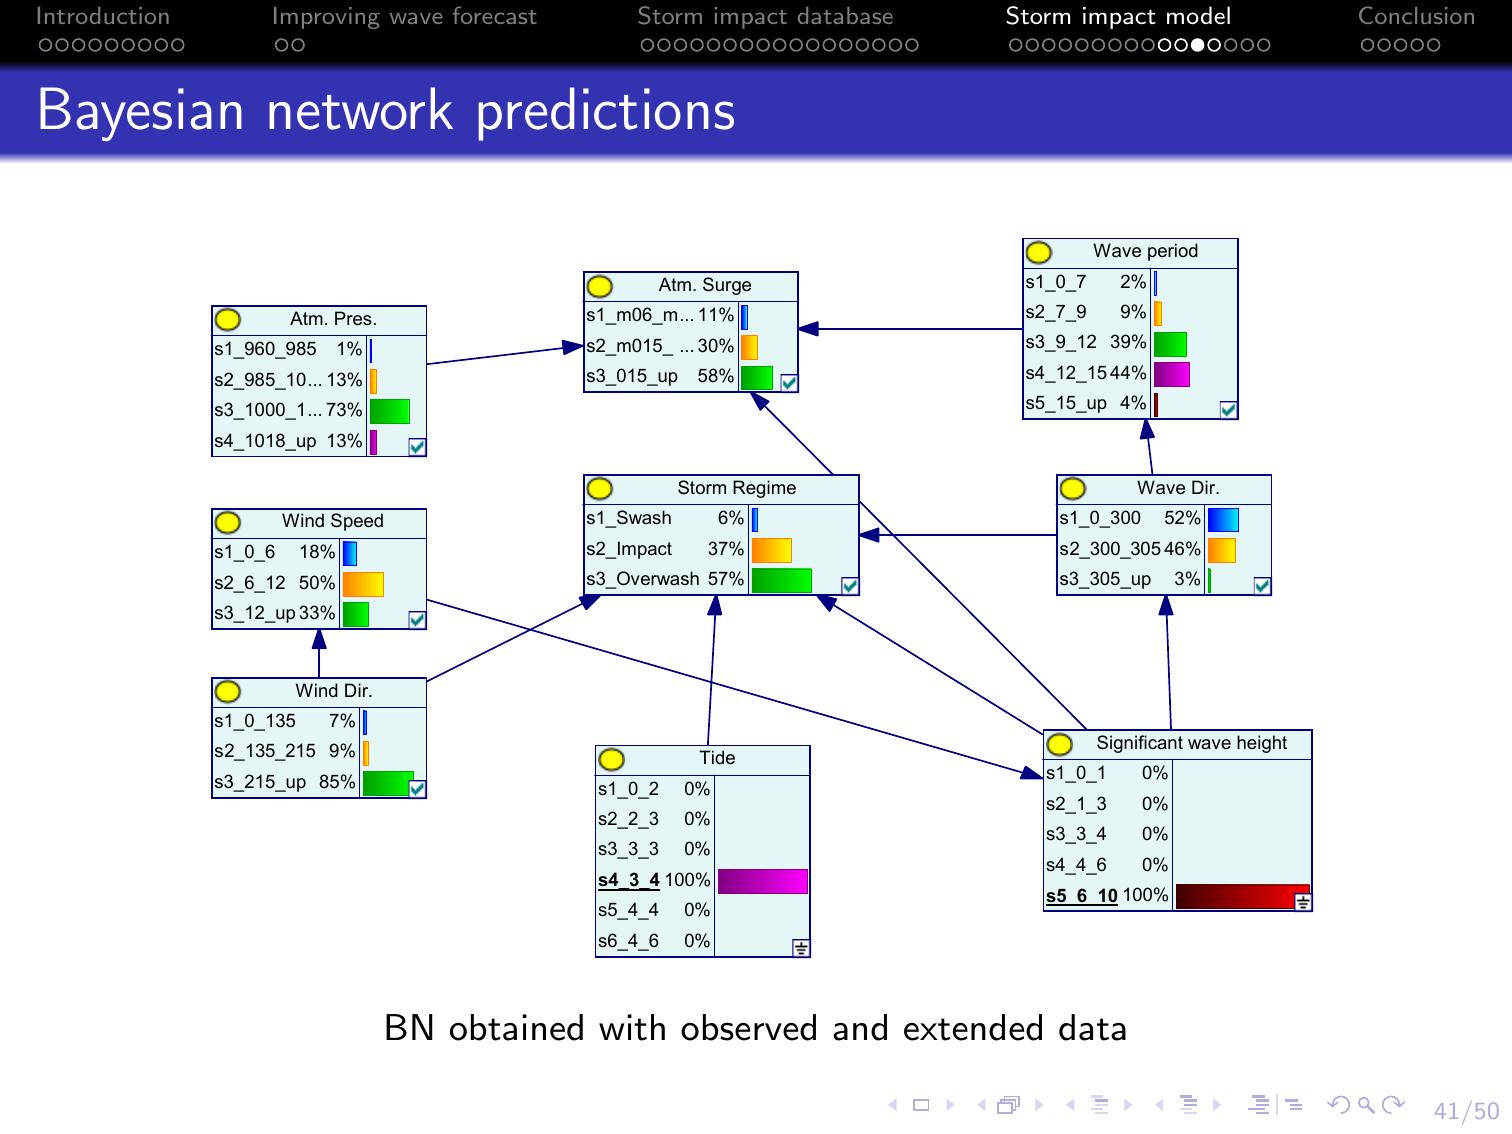 Introduction Improving wave forecast Storm impact database Storm impact model Conclusion
Bayesian network predictions
Wave period
s1_0_7 2%
s2_7_9 9%
s3_9_12 39%
s4_12_15 44%
s5_15_up 4%
Atm. Surge
s1_m06_m... 11%
s2_m015_ ... 30%
s3_015_up 58%
Atm. Pres.
s1_960_985 1%
s2_985_10... 13%
s3_1000_1... 73%
s4_1018_up 13%
Storm Regime
s1_Swash 6%
s2_Impact 37%
s3_Overwash 57%
Wave Dir.
s1_0_300 52%
s2_300_305 46%
s3_305_up 3%
Wind Speed
s1_0_6 18%
s2_6_12 50%
s3_12_up 33%
Wind Dir.
s1_0_135 7%
s2_135_215 9%
s3_215_up 85%
Tide
s1_0_2 0%
s2_2_3 0%
s3_3_3 0%
s4_3_4 100%
s5_4_4 0%
s6_4_6 0%
Significant wave height
s1_0_1 0%
s2_1_3 0%
s3_3_4 0%
s4_4_6 0%
s5_6_10 100%
BN obtained with observed and extended data
41/50